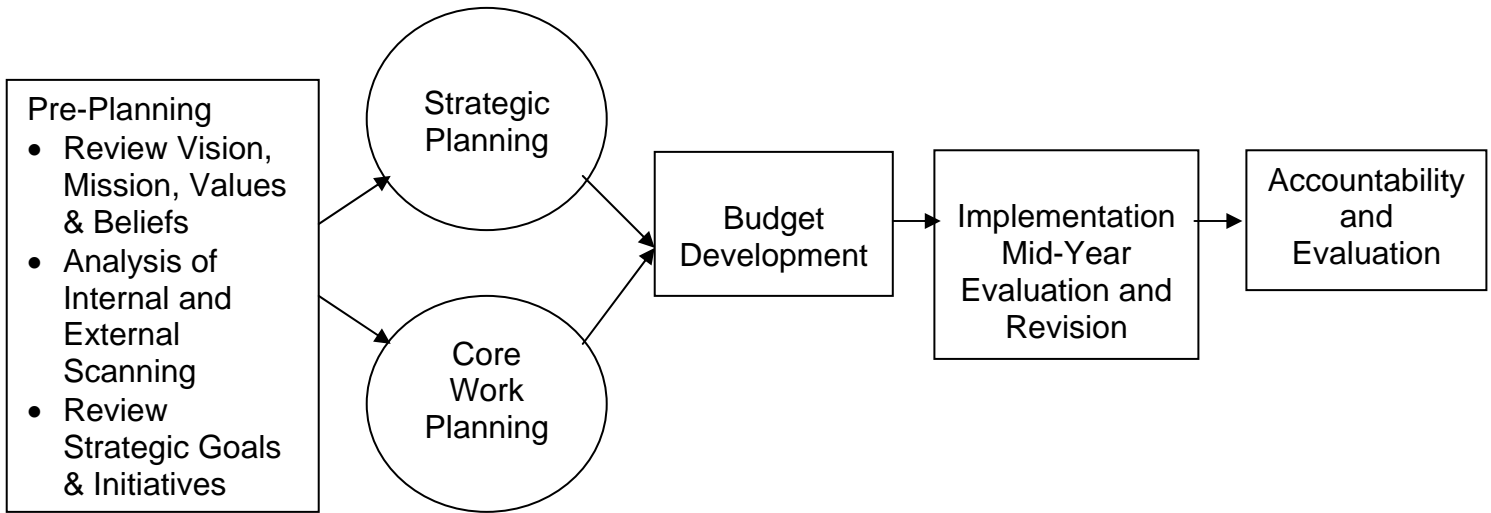 Pre-Planning
• Review Vision,
Mission, Values
& Beliefs
• Analysis of
Internal and
External
Scanning
• Review
Strategic Goals
& Initiatives
Strategic
Planning
Core
Work
Planning
Budget
Development
Implementation
Mid-Year
Evaluation and
Revision
Accountability
and
Evaluation